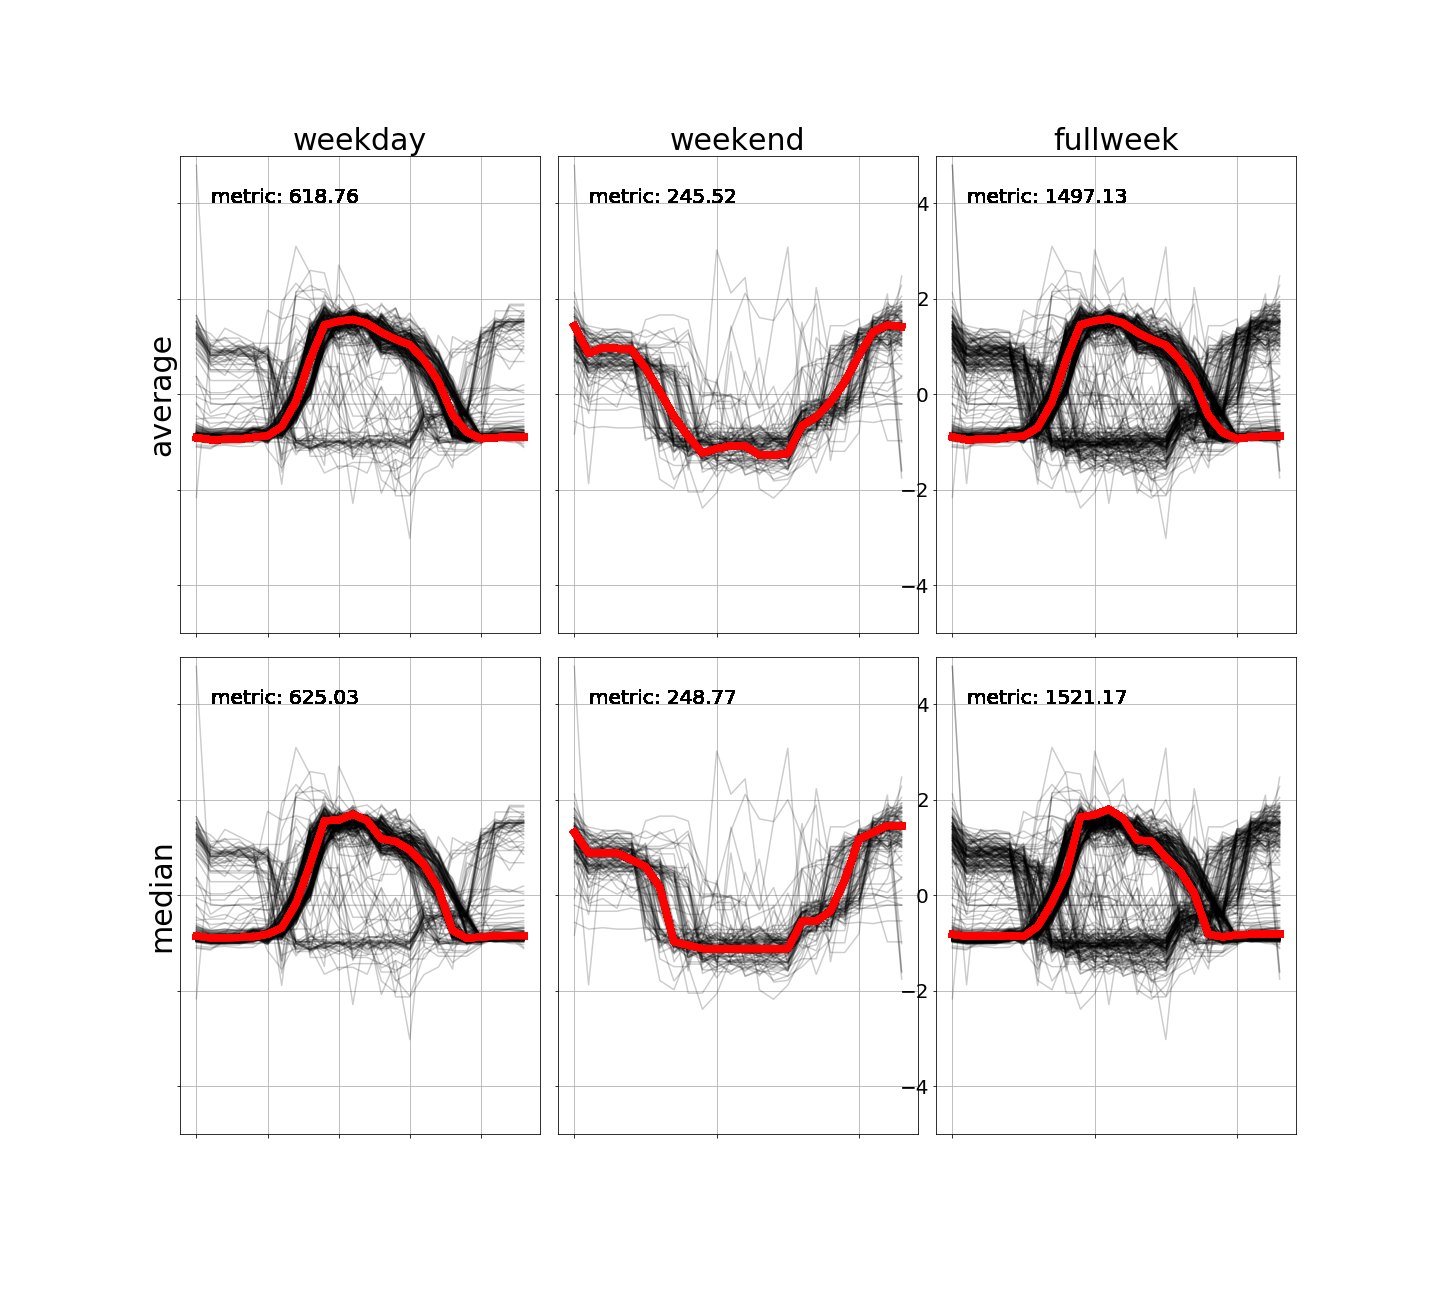 weekday
weekend
fullweek
average
metric: 618.76
metric: 245.52
metric: 1497.13
4
2
0
−2
−4
median
metric: 625.03
metric: 248.77
metric: 1521.17
4
2
0
−2
−4